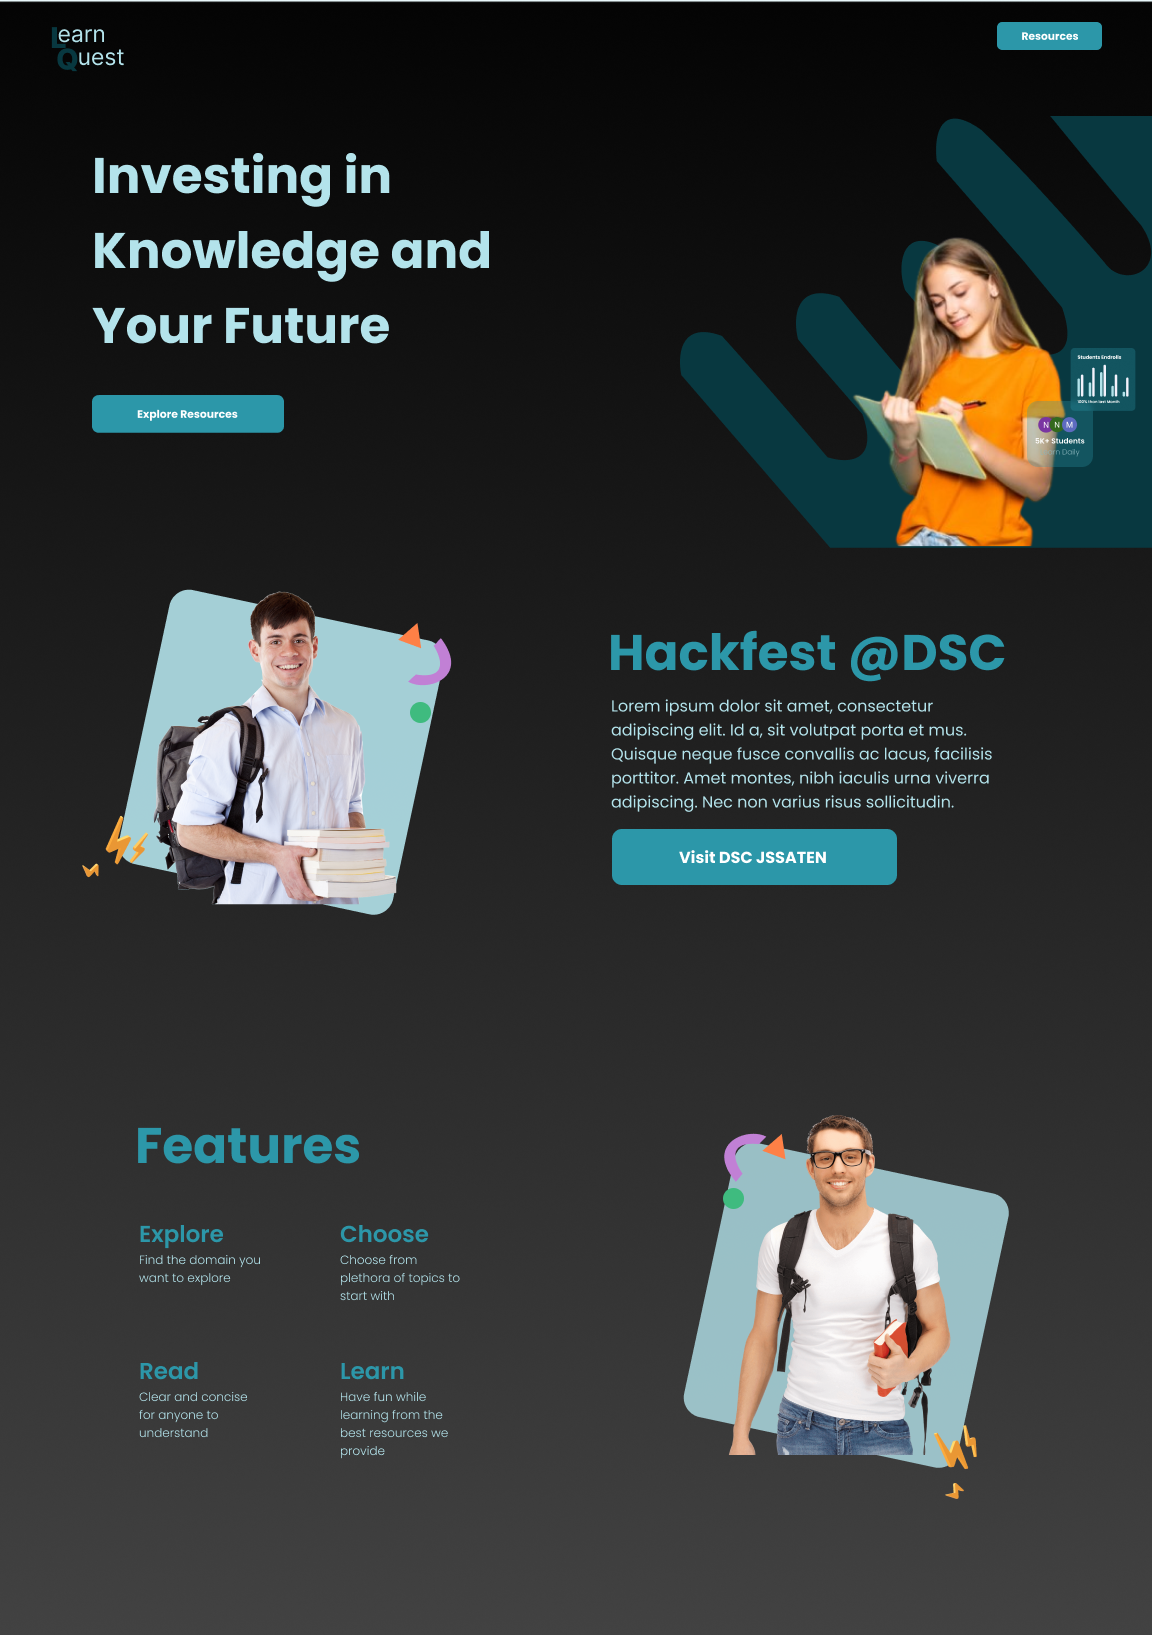 Learn
Quest
Resources
Investing in
Knowledge and
Your Future
Explore Resources
Students Endrolls
100% than last Month
N N M
5K+ Students
Daily
Hackfest @DSC
Lorem ipsum dolor sit amet, consectetur
adipiscing elit. Id a, sit volutpat porta et mus.
Quisque neque fusce convallis ac lacus, facilisis
porttitor. Amet montes, nibh iaculis urna viverra
adipiscing. Nec non varius risus sollicitudin.
Visit DSC JSSATEN
Features
Explore
Find the domain you
want to explore
Choose
Choose from
plethora of topics to
start with
Read
Clear and concise
for anyone to
understand
Learn
Have fun while
learning from the
best resources we
provide